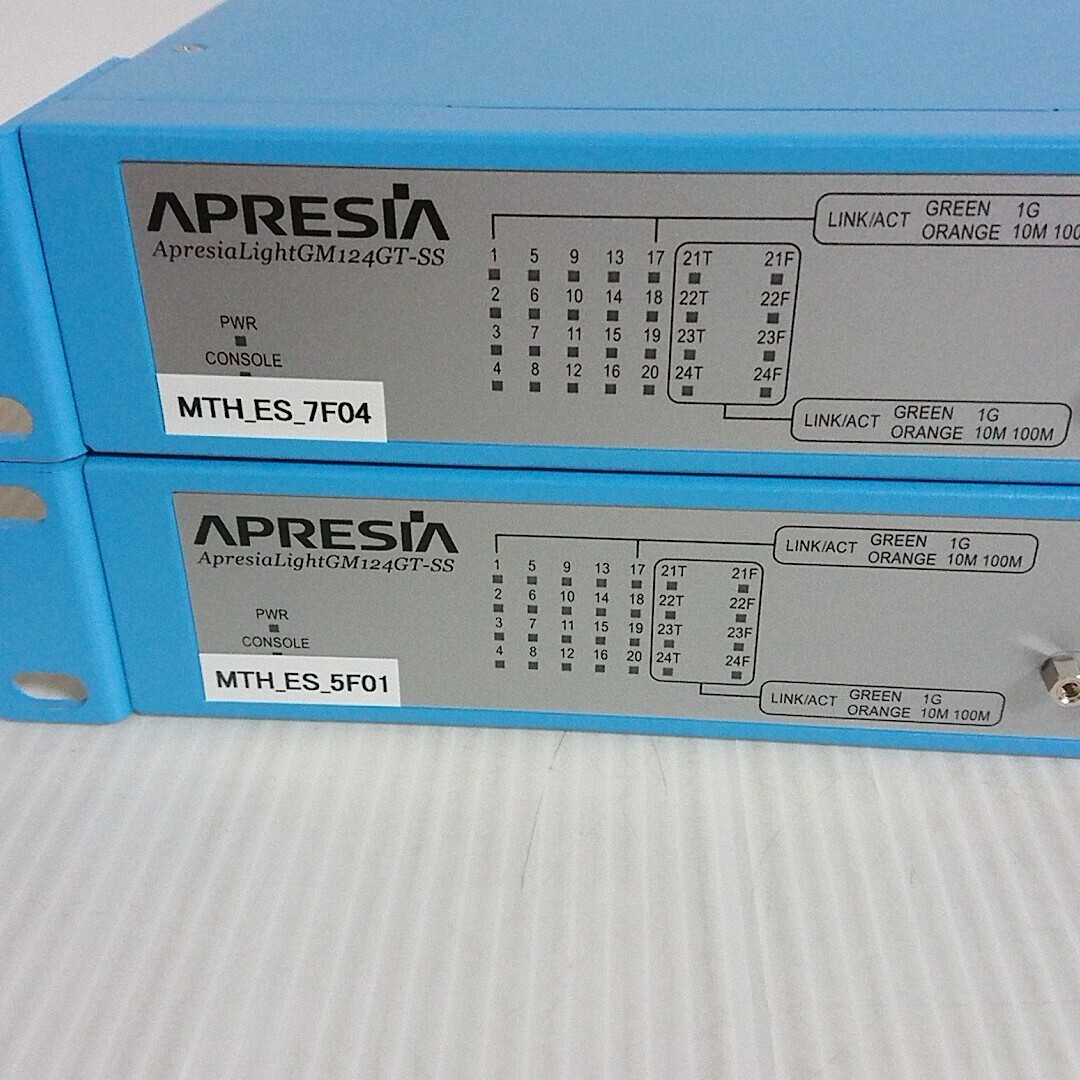 APRESIA
ApresiaLightGM124GT-SS
LINK/ACT GREEN 1G
ORANGE 10M 100
1 5 9 13 17 21T 21F
2 6 10 14 18 22T 22F
3 7 11 15 19 23T 23F
4 8 12 16 20 24T 24F
PWR
CONSOLE
MTH_ES_7F04
LINK/ACT GREEN 1G
ORANGE 10M 100M
APRESIA
ApresiaLightGM124GT-SS
LINK/ACT GREEN 1G
ORANGE 10M 100M
1 5 9 13 17 21T 21F
2 6 10 14 18 22T 22F
3 7 11 15 19 23T 23F
4 8 12 16 20 24T 24F
PWR
CONSOLE
MTH_ES_5F01
LINK/ACT GREEN 1G
ORANGE 10M 100M